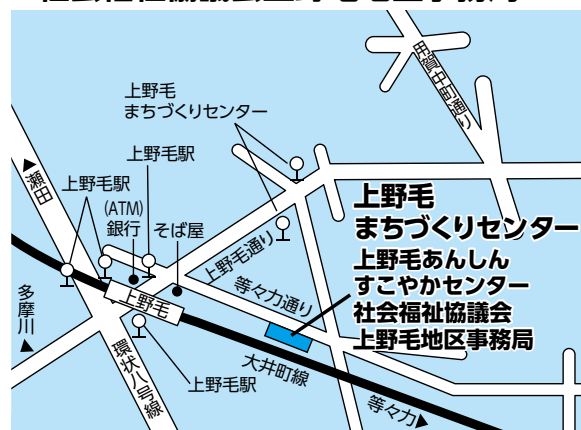 用賀中町通り
上野毛
まちづくりセンター
上野毛駅
▲瀬田
上野毛駅
(ATM)
銀行
そば屋
上野毛通り
上野毛
まちづくりセンター
上野毛あんしん
すこやかセンター
社会福祉協議会
上野毛地区事務局
等々力通り
上野毛
多摩川▼
環状八号線
上野毛駅
大井町線
等々力▶